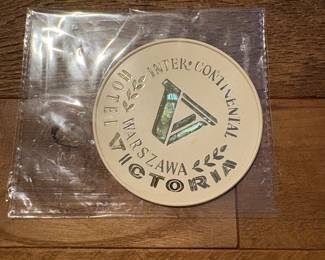 HOTEL INTER·CONTINENTAL
WARSZAWA
VICTORIA